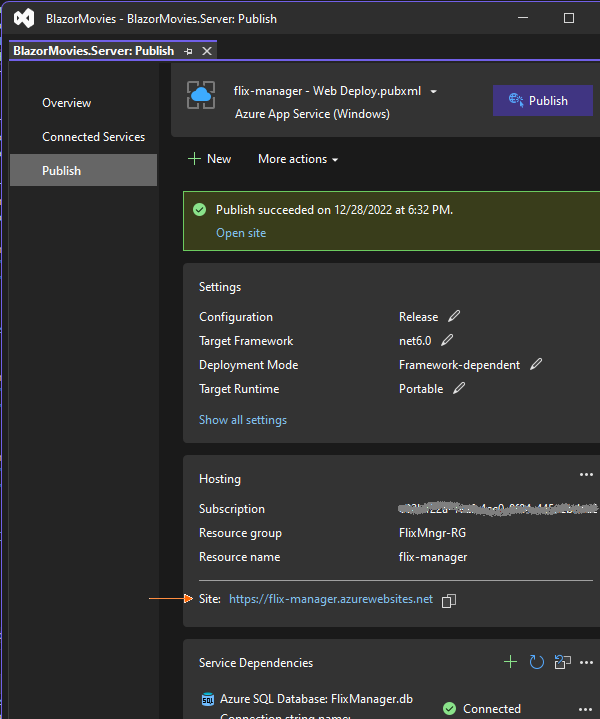 BlazorMovies - BlazorMovies.Server: Publish
BlazorMovies.Server: Publish
Overview
Connected Services
Publish
flix-manager - Web Deploy.pubxml
Azure App Service (Windows)
Publish
New
More actions
Publish succeeded on 12/28/2022 at 6:32 PM.
Open site
Settings
Configuration Release
Target Framework net6.0
Deployment Mode Framework-dependent
Target Runtime Portable
Show all settings
Hosting
Subscription
Resource group FlixMngr-RG
Resource name flix-manager
Site: https://flix-manager.azurewebsites.net
Service Dependencies
Azure SQL Database: FlixManager.db
Connected
Connection string name: